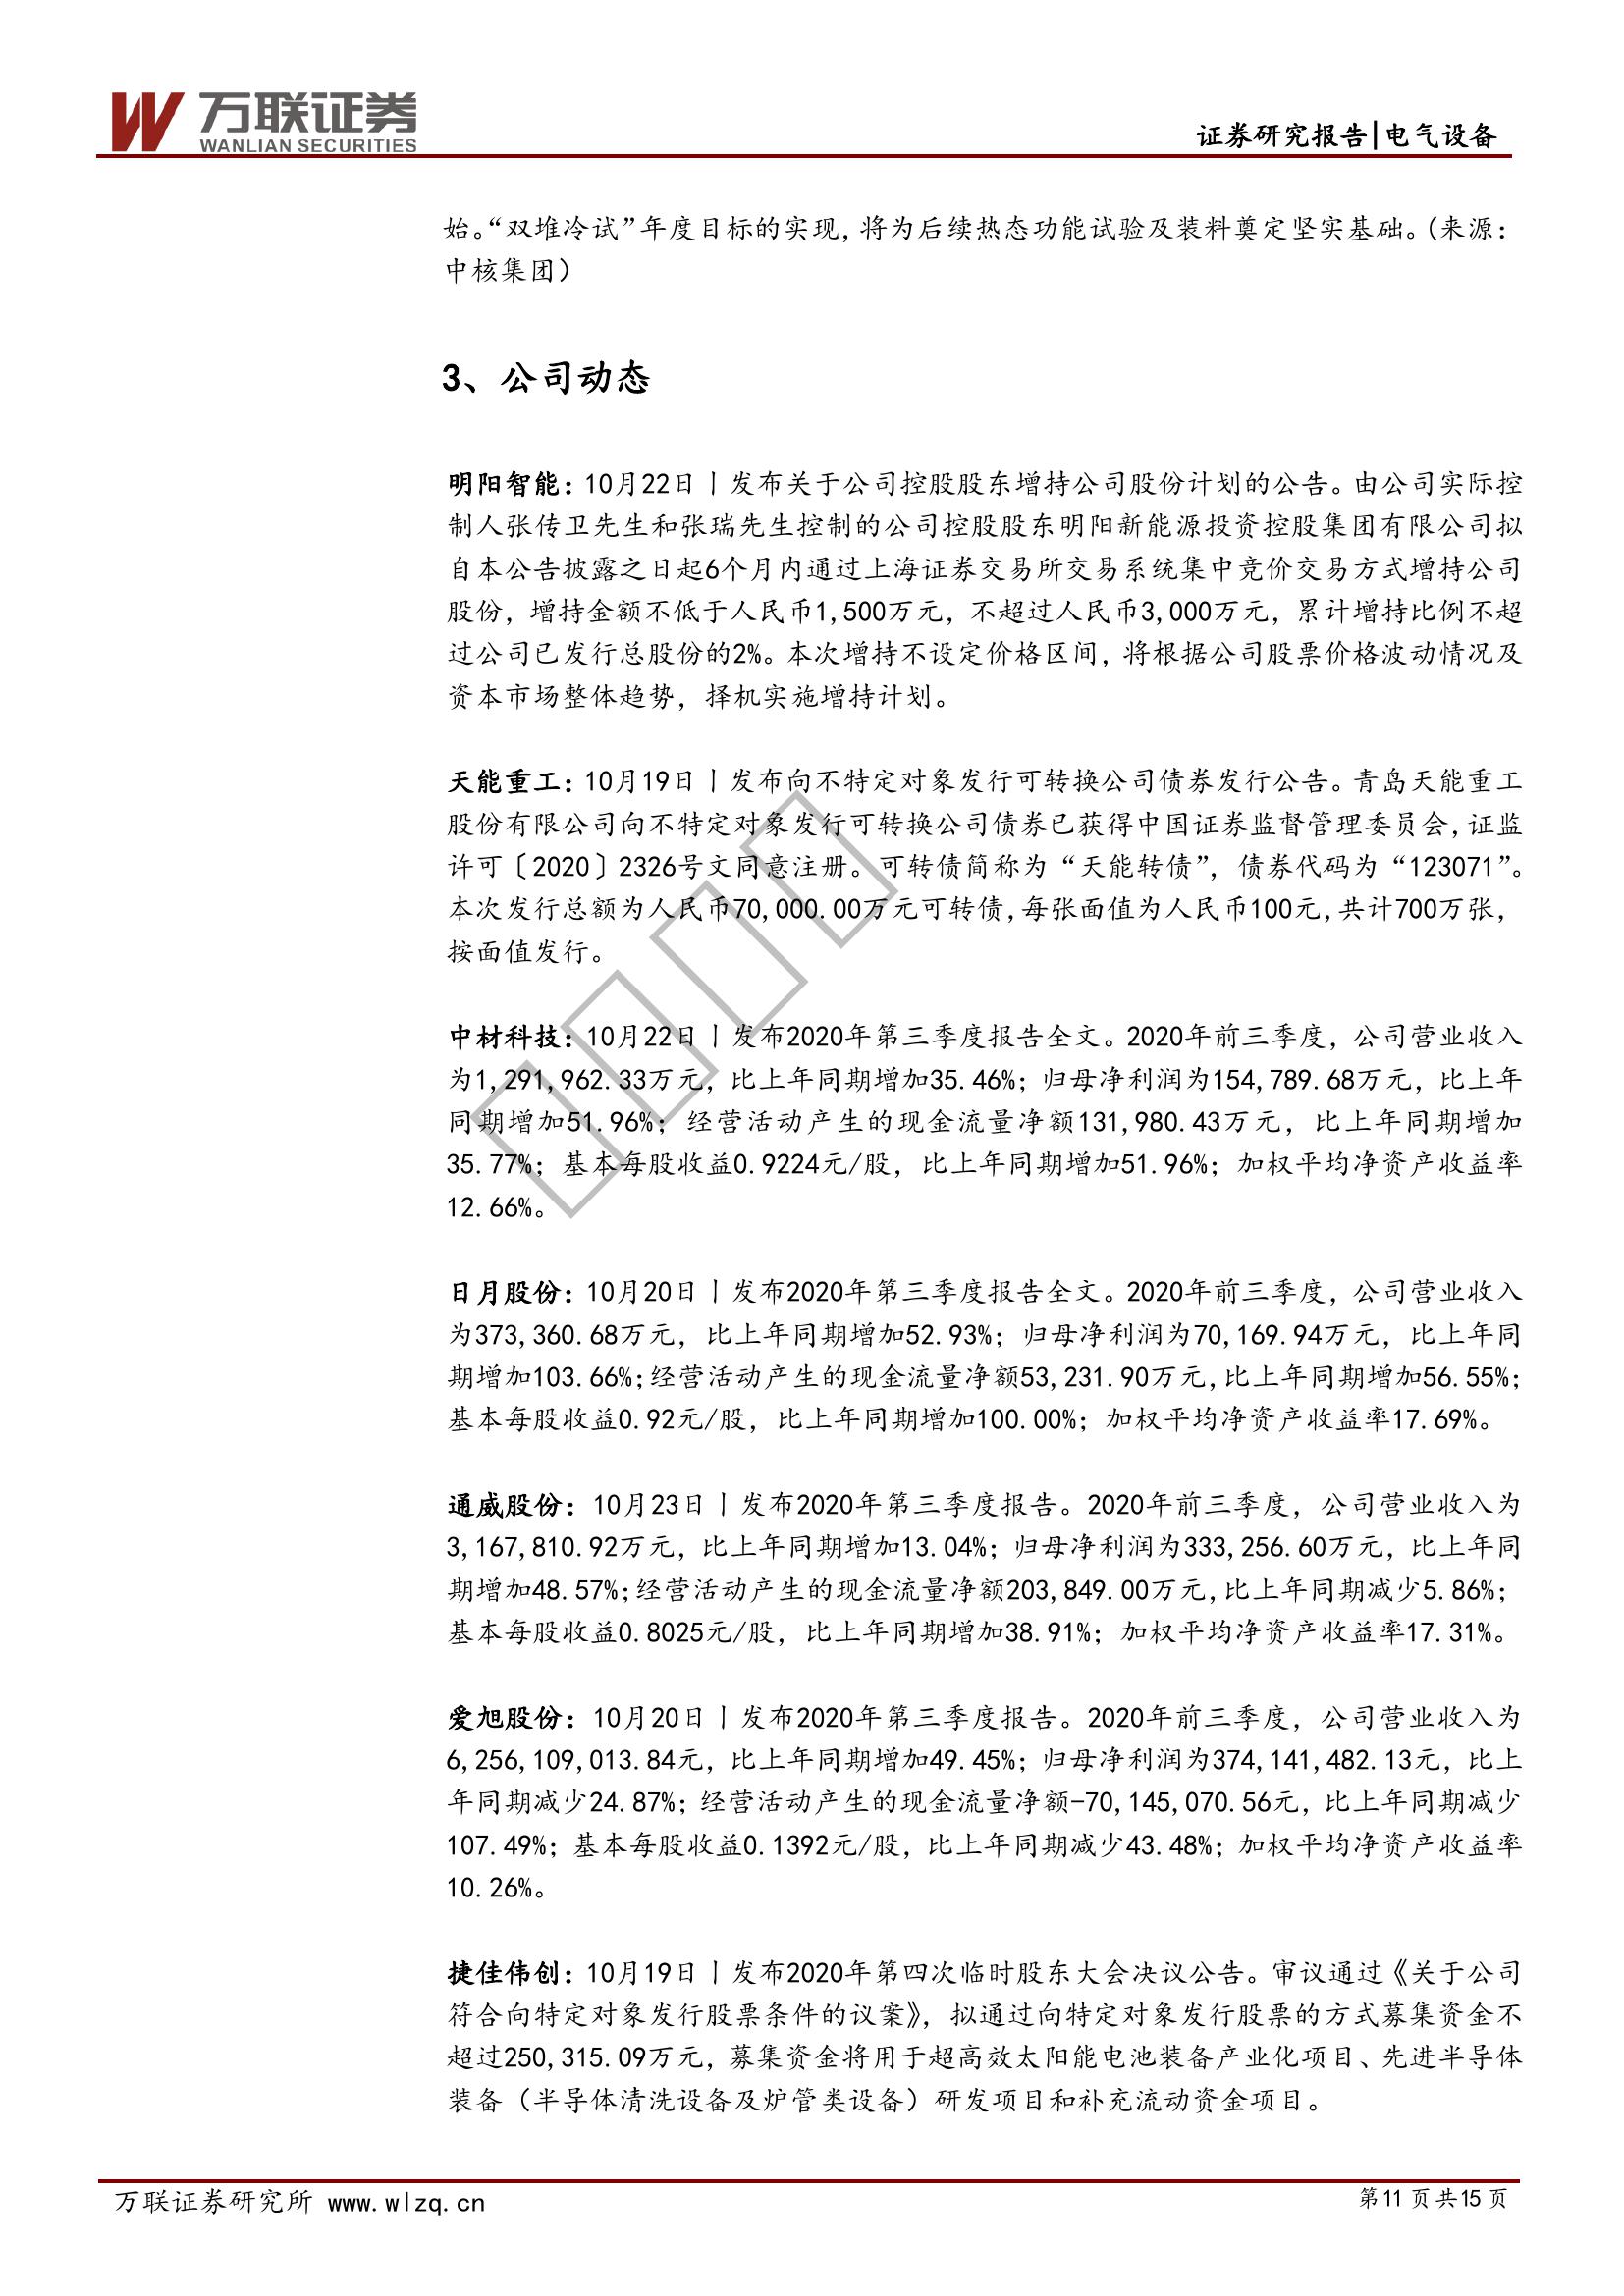 万联证券
WANLIAN SECURITIES
证券研究报告|电气设备
始。“双堆冷试”年度目标的实现，将为后续热态功能试验及装料奠定坚实基础。（来源：
中核集团）
3、公司动态
明阳智能：10月22日丨发布关于公司控股股东增持公司股份计划的公告。由公司实际控
制人张传卫先生和张瑞先生控制的公司控股股东明阳新能源投资控股集团有限公司拟
自本公告披露之日起6个月内通过上海证券交易所交易系统集中竞价交易方式增持公司
股份，增持金额不低于人民币1,500万元，不超过人民币3,000万元，累计增持比例不超
过公司已发行总股份的2%。本次增持不设定价格区间，将根据公司股票价格波动情况及
资本市场整体趋势，择机实施增持计划。
天能重工：10月19日丨发布向不特定对象发行可转换公司债券发行公告。青岛天能重工
股份有限公司向不特定对象发行可转换公司债券已获得中国证券监督管理委员会，证监
许可〔2020〕2326号文同意注册。可转债简称为“天能转债”，债券代码为“123071”。
本次发行总额为人民币70,000.00万元可转债，每张面值为人民币100元，共计700万张，
按面值发行。
中材科技：10月22日丨发布2020年第三季度报告全文。2020年前三季度，公司营业收入
为1,291,962.33万元，比上年同期增加35.46%；归母净利润为154,789.68万元，比上年
同期增加51.96%；经营活动产生的现金流量净额131,980.43万元，比上年同期增加
35.77%；基本每股收益0.9224元/股，比上年同期增加51.96%；加权平均净资产收益率
12.66%。
日月股份：10月20日丨发布2020年第三季度报告全文。2020年前三季度，公司营业收入
为373,360.68万元，比上年同期增加52.93%；归母净利润为70,169.94万元，比上年同
期增加103.66%；经营活动产生的现金流量净额53,231.90万元，比上年同期增加56.55%；
基本每股收益0.92元/股，比上年同期增加100.00%；加权平均净资产收益率17.69%。
通威股份：10月23日丨发布2020年第三季度报告。2020年前三季度，公司营业收入为
3,167,810.92万元，比上年同期增加13.04%；归母净利润为333,256.60万元，比上年同
期增加48.57%；经营活动产生的现金流量净额203,849.00万元，比上年同期减少5.86%；
基本每股收益0.8025元/股，比上年同期增加38.91%；加权平均净资产收益率17.31%。
爱旭股份：10月20日丨发布2020年第三季度报告。2020年前三季度，公司营业收入为
6,256,109,013.84元，比上年同期增加49.45%；归母净利润为374,141,482.13元，比上
年同期减少24.87%；经营活动产生的现金流量净额-70,145,070.56元，比上年同期减少
107.49%；基本每股收益0.1392元/股，比上年同期减少43.48%；加权平均净资产收益率
10.26%。
捷佳伟创：10月19日丨发布2020年第四次临时股东大会决议公告。审议通过《关于公司
符合向特定对象发行股票条件的议案》，拟通过向特定对象发行股票的方式募集资金不
超过250,315.09万元，募集资金将用于超高效太阳能电池装备产业化项目、先进半导体
装备（半导体清洗设备及炉管类设备）研发项目和补充流动资金项目。
万联证券研究所 www.wlzq.cn
第11 页 共15 页